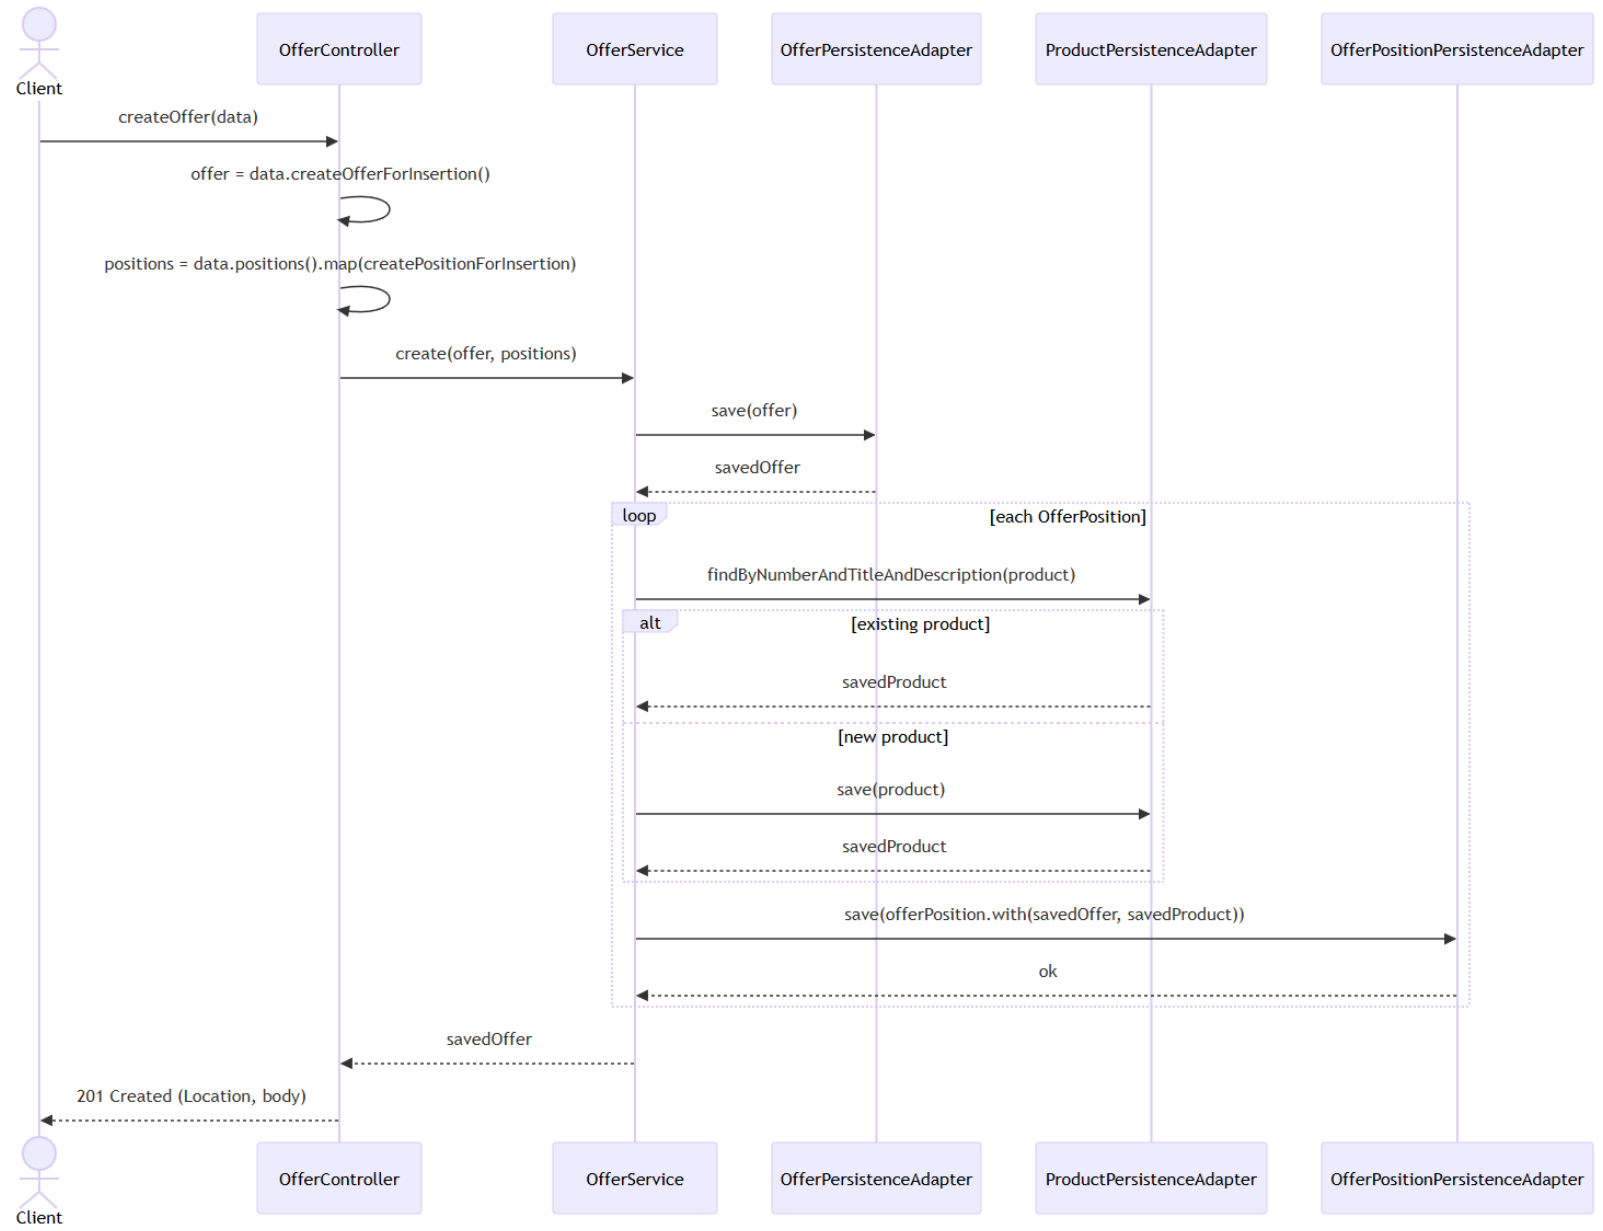 Client
OfferController
OfferService
OfferPersistenceAdapter
ProductPersistenceAdapter
OfferPositionPersistenceAdapter
createOffer(data)
offer = data.createOfferForInsertion()
positions = data.positions().map(createPositionForInsertion)
create(offer, positions)
save(offer)
savedOffer
loop
[each OfferPosition]
findByNumberAndTitleAndDescription(product)
alt
[existing product]
savedProduct
[new product]
save(product)
savedProduct
save(offerPosition.with(savedOffer, savedProduct))
ok
savedOffer
201 Created (Location, body)
Client
OfferController
OfferService
OfferPersistenceAdapter
ProductPersistenceAdapter
OfferPositionPersistenceAdapter